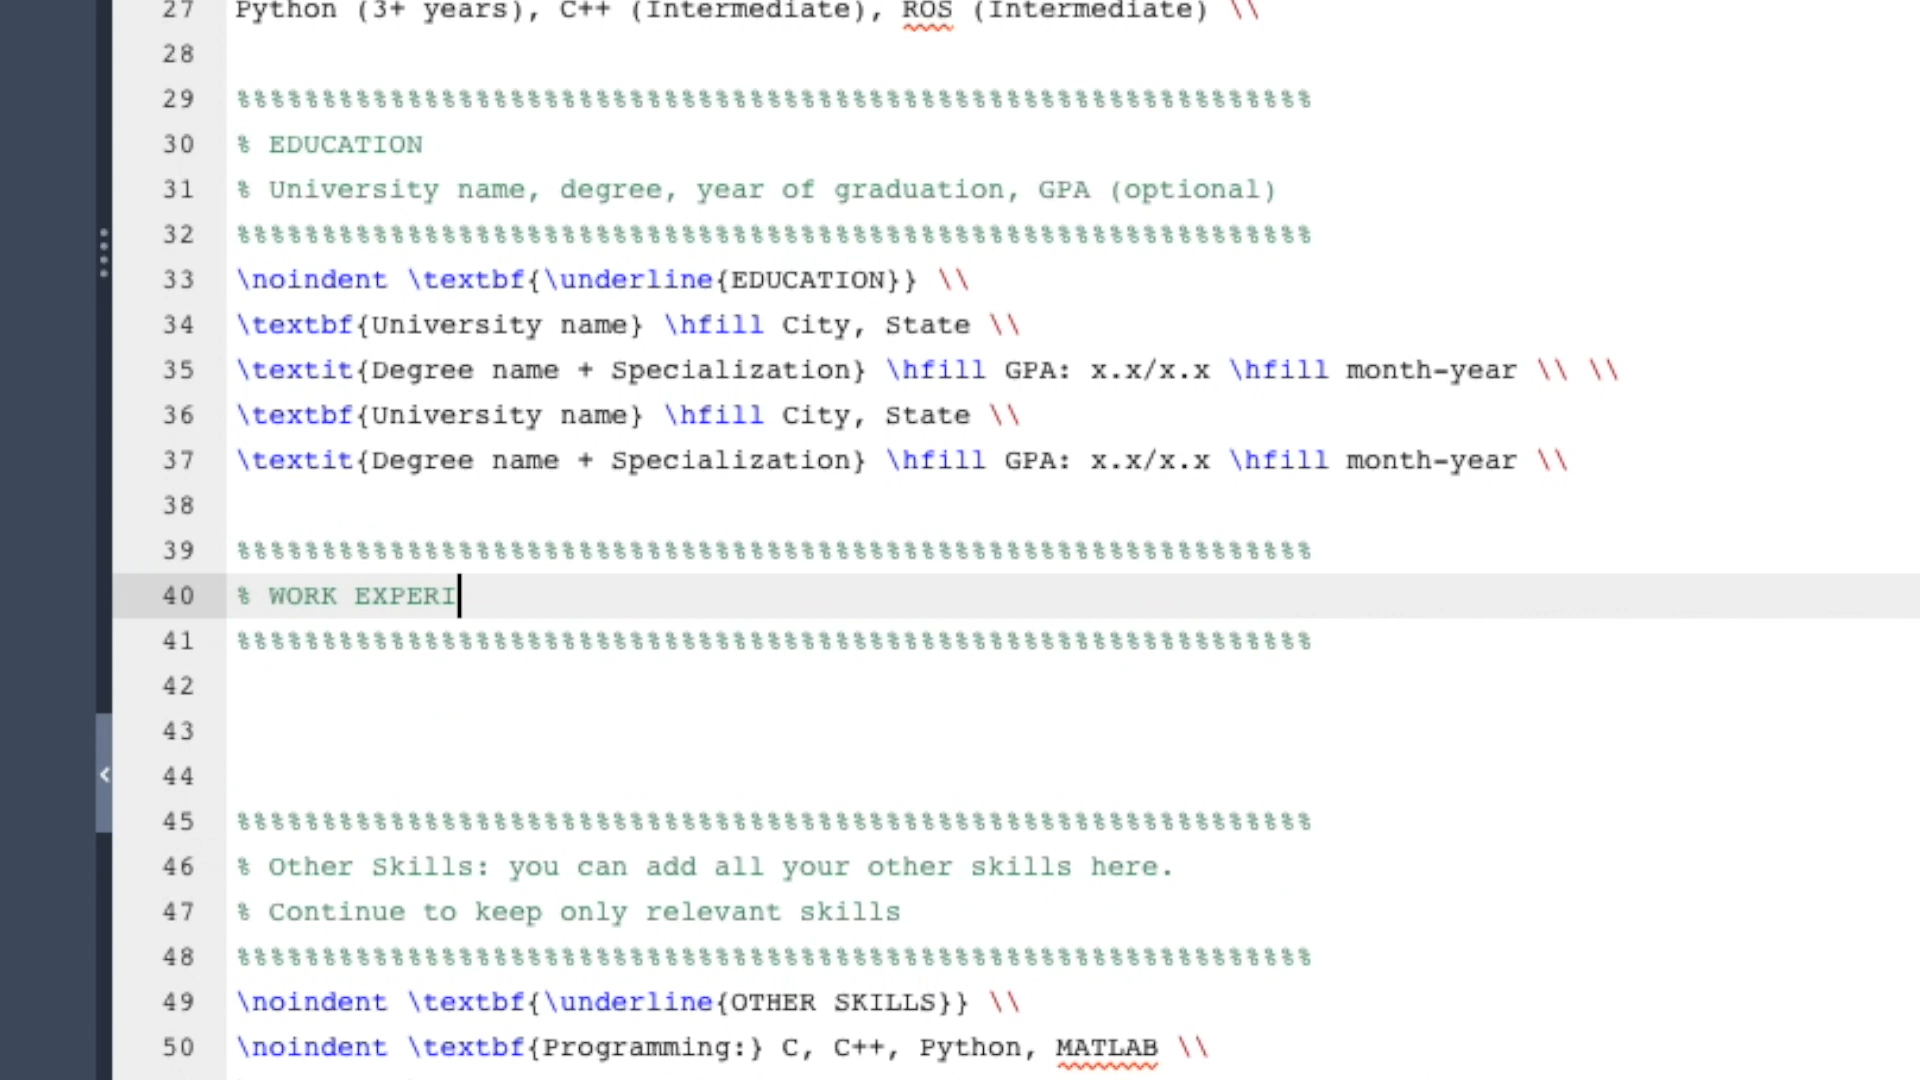 27 Python (3+ years), C++ (Intermediate), ROS (Intermediate) \\
28
29 %%%%%%%%%%%%%%%%%%%%%%%%%%%%%%%%%%%%%%%%%%%%%%%%%%%%%%%%%%%%%%%
30 % EDUCATION
31 % University name, degree, year of graduation, GPA (optional)
32 %%%%%%%%%%%%%%%%%%%%%%%%%%%%%%%%%%%%%%%%%%%%%%%%%%%%%%%%%%%%%%%
33 \noindent \textbf{\underline{EDUCATION}} \\
34 \textbf{University name} \hfill City, State \\
35 \textit{Degree name + Specialization} \hfill GPA: x.x/x.x \hfill month-year \\ \\
36 \textbf{University name} \hfill City, State \\
37 \textit{Degree name + Specialization} \hfill GPA: x.x/x.x \hfill month-year \\
38
39 %%%%%%%%%%%%%%%%%%%%%%%%%%%%%%%%%%%%%%%%%%%%%%%%%%%%%%%%%%%%%%%
40 % WORK EXPERI
41 %%%%%%%%%%%%%%%%%%%%%%%%%%%%%%%%%%%%%%%%%%%%%%%%%%%%%%%%%%%%%%%
42
43
44
45 %%%%%%%%%%%%%%%%%%%%%%%%%%%%%%%%%%%%%%%%%%%%%%%%%%%%%%%%%%%%%%%
46 % Other Skills: you can add all your other skills here.
47 % Continue to keep only relevant skills
48 %%%%%%%%%%%%%%%%%%%%%%%%%%%%%%%%%%%%%%%%%%%%%%%%%%%%%%%%%%%%%%%
49 \noindent \textbf{\underline{OTHER SKILLS}} \\
50 \noindent \textbf{Programming:} C, C++, Python, MATLAB \\